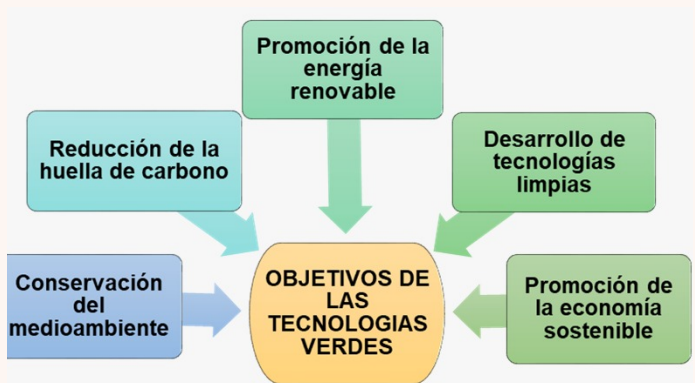 Promoción de la
energía
renovable
Reducción de la
huella de carbono
Desarrollo de
tecnologías
limpias
Conservación
del
medioambiente
OBJETIVOS DE
LAS
TECNOLOGIAS
VERDES
Promoción de
la economía
sostenible